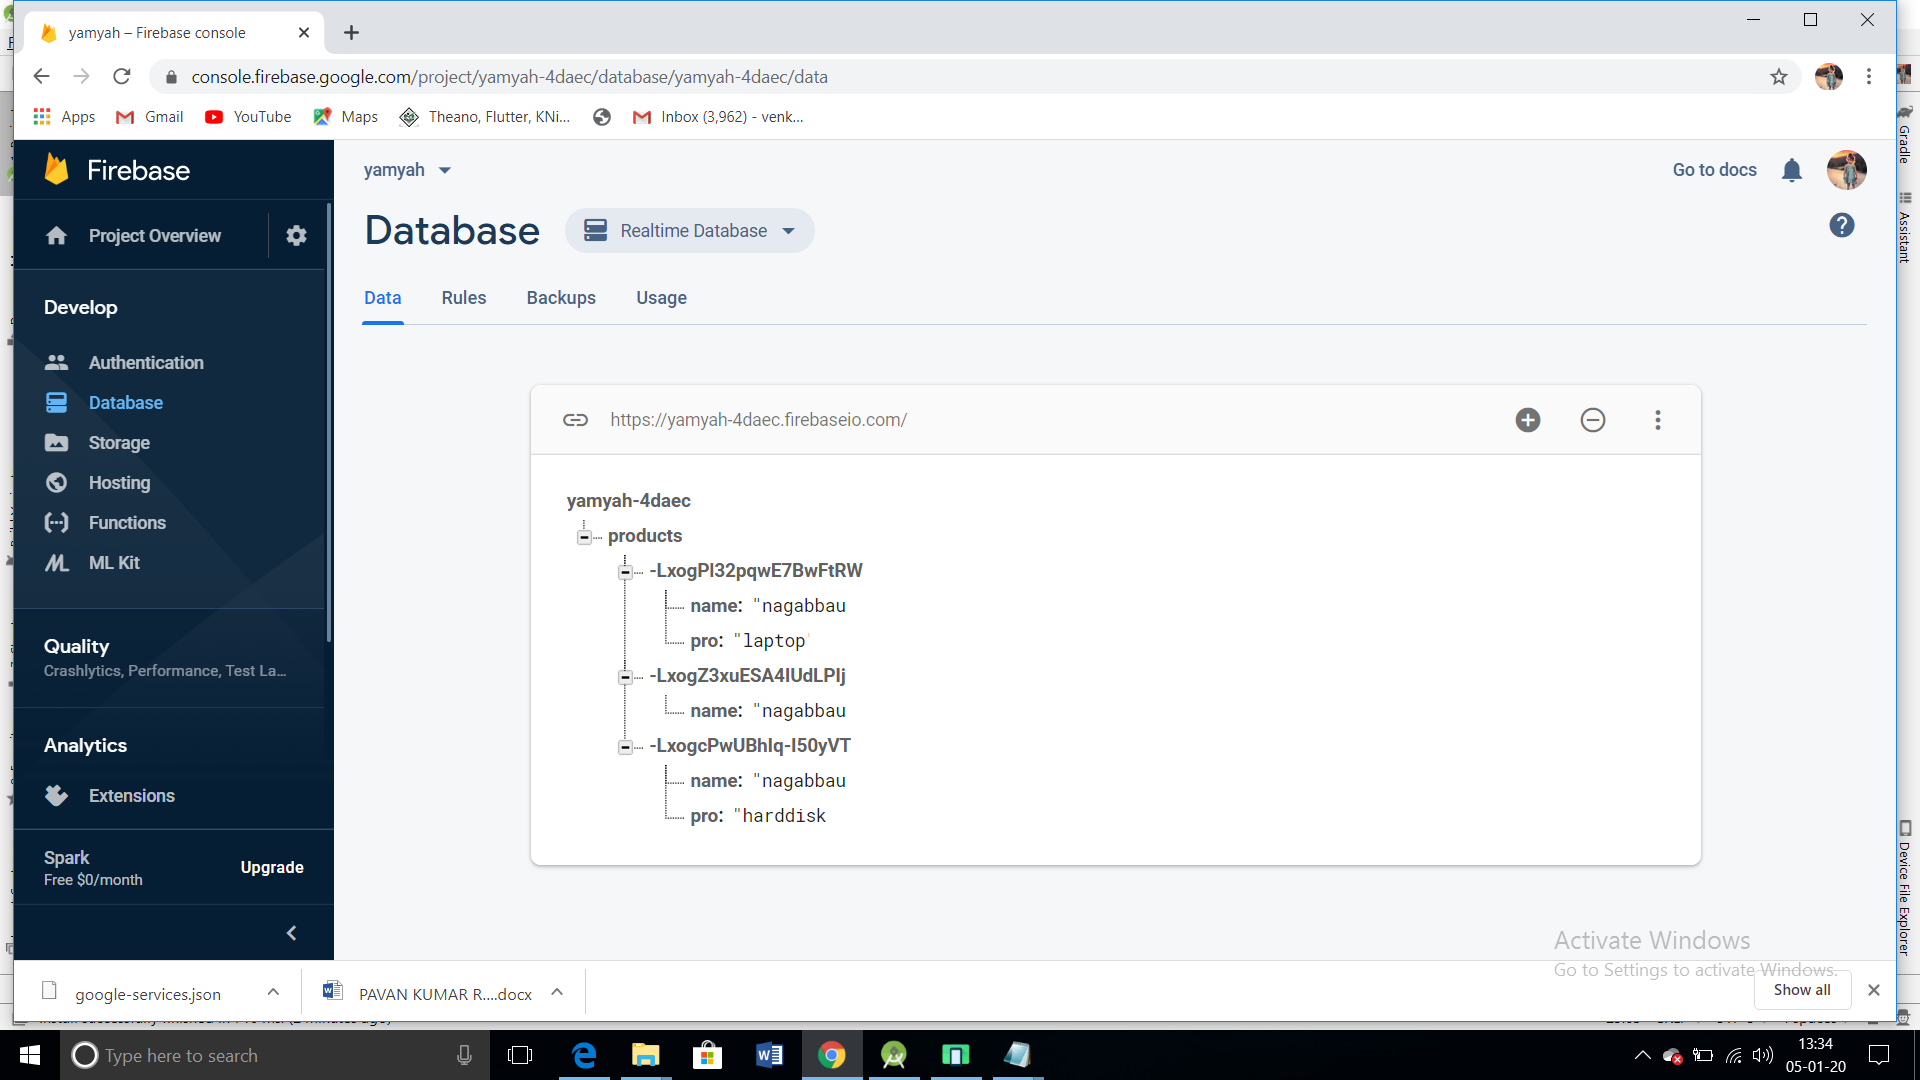 yamyah – Firebase console
console.firebase.google.com/project/yamyah-4daec/database/yamyah-4daec/data
Apps
Gmail
YouTube
Maps
Theano, Flutter, KNi...
Inbox (3,962) - venk...
Firebase
Project Overview
Develop
Authentication
Database
Storage
Hosting
Functions
ML Kit
Quality
Crashlytics, Performance, Test La...
Analytics
Extensions
Spark
Free $0/month
Upgrade
yamyah
Go to docs
Database
Realtime Database
Data
Rules
Backups
Usage
https://yamyah-4daec.firebaseio.com/
yamyah-4daec
products
-LxogPl32pqwE7BwFtRW
name: "nagabbau
pro: "laptop"
-LxogZ3xuESA4IUdLPIj
name: "nagabbau
-LxogcPwUBhIq-I50yVT
name: "nagabbau
pro: "harddisk
Gradle
Assistant
Device File Explorer
Activate Windows
Go to Settings to activate Windows.
google-services.json
PAVAN KUMAR R....docx
Show all
Type here to search
13:34
05-01-20